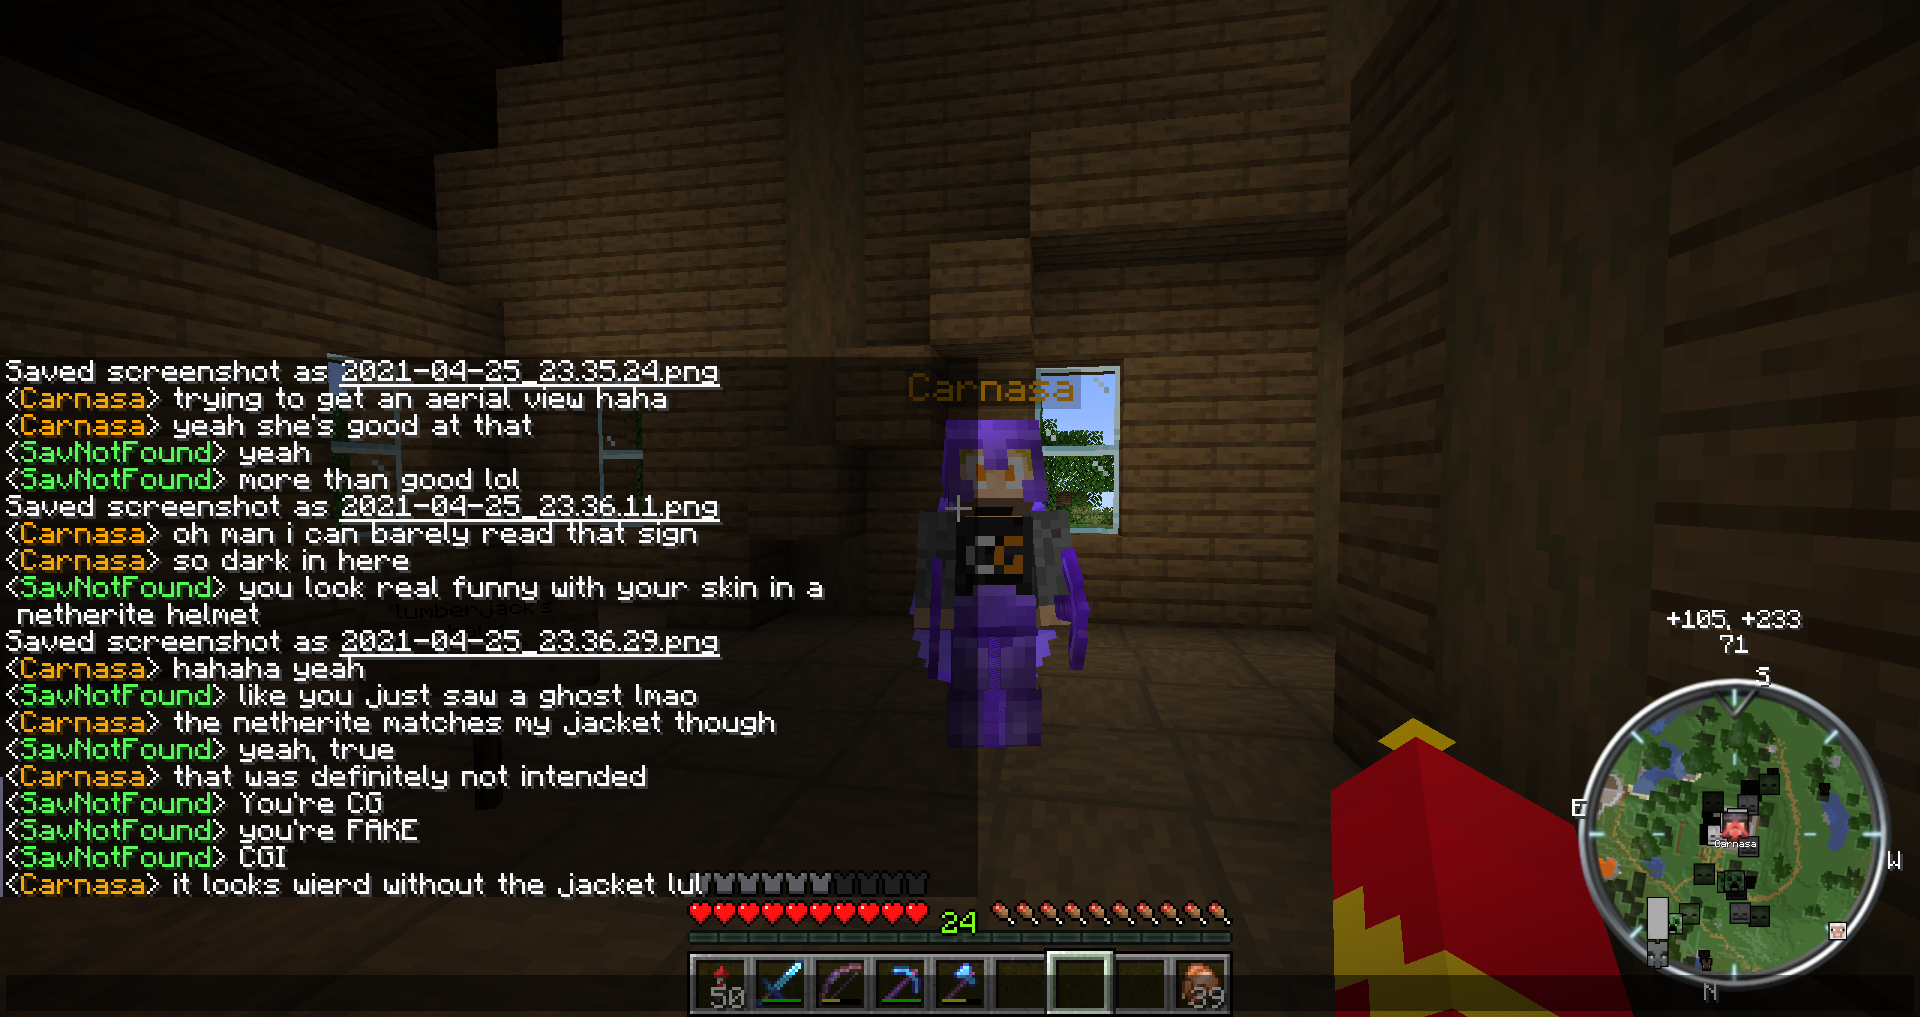 Saved screenshot as 2021-04-25_23.35.24.png
<Carnasa> trying to get an aerial view haha
<Carnasa> yeah she's good at that
<SavNotFound> yeah
<SavNotFound> more than good lol
Saved screenshot as 2021-04-25_23.36.11.png
<Carnasa> oh man i can barely read that sign
<Carnasa> so dark in here
<SavNotFound> you look real funny with your skin in a
netherite helmet
Saved screenshot as 2021-04-25_23.36.29.png
<Carnasa> hahaha yeah
<SavNotFound> like you just saw a ghost lmao
<Carnasa> the netherite matches my jacket though
<SavNotFound> yeah, true
<Carnasa> that was definitely not intended
<SavNotFound> You're CG
<SavNotFound> you're FAKE
<SavNotFound> CGI
<Carnasa> it looks wierd without the jacket lul
lumberjack's
Carnasa
CG
+105, +233
71
S
E
W
N
Carnasa
24
50
39